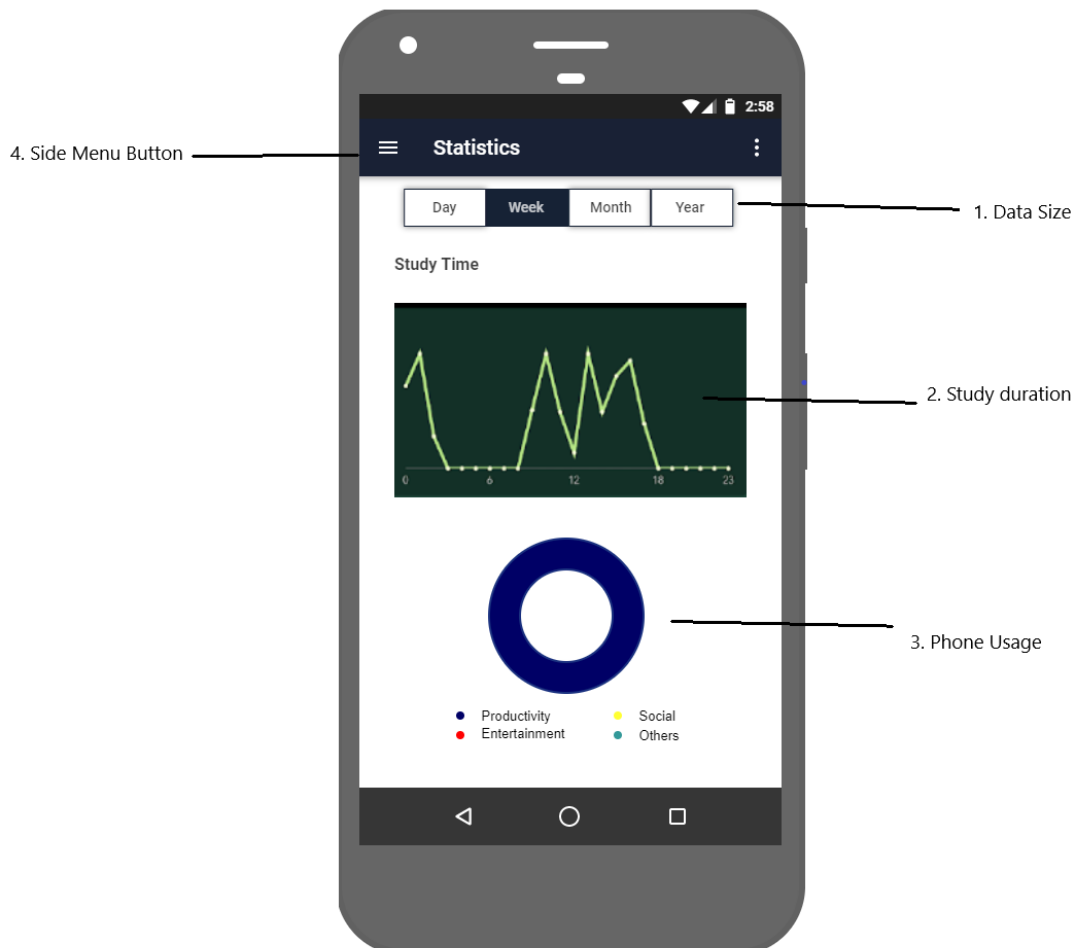 2:58
4. Side Menu Button
Statistics
Day Week Month Year
1. Data Size
Study Time
2. Study duration
0 6 12 18 23
3. Phone Usage
Productivity Social
Entertainment Others